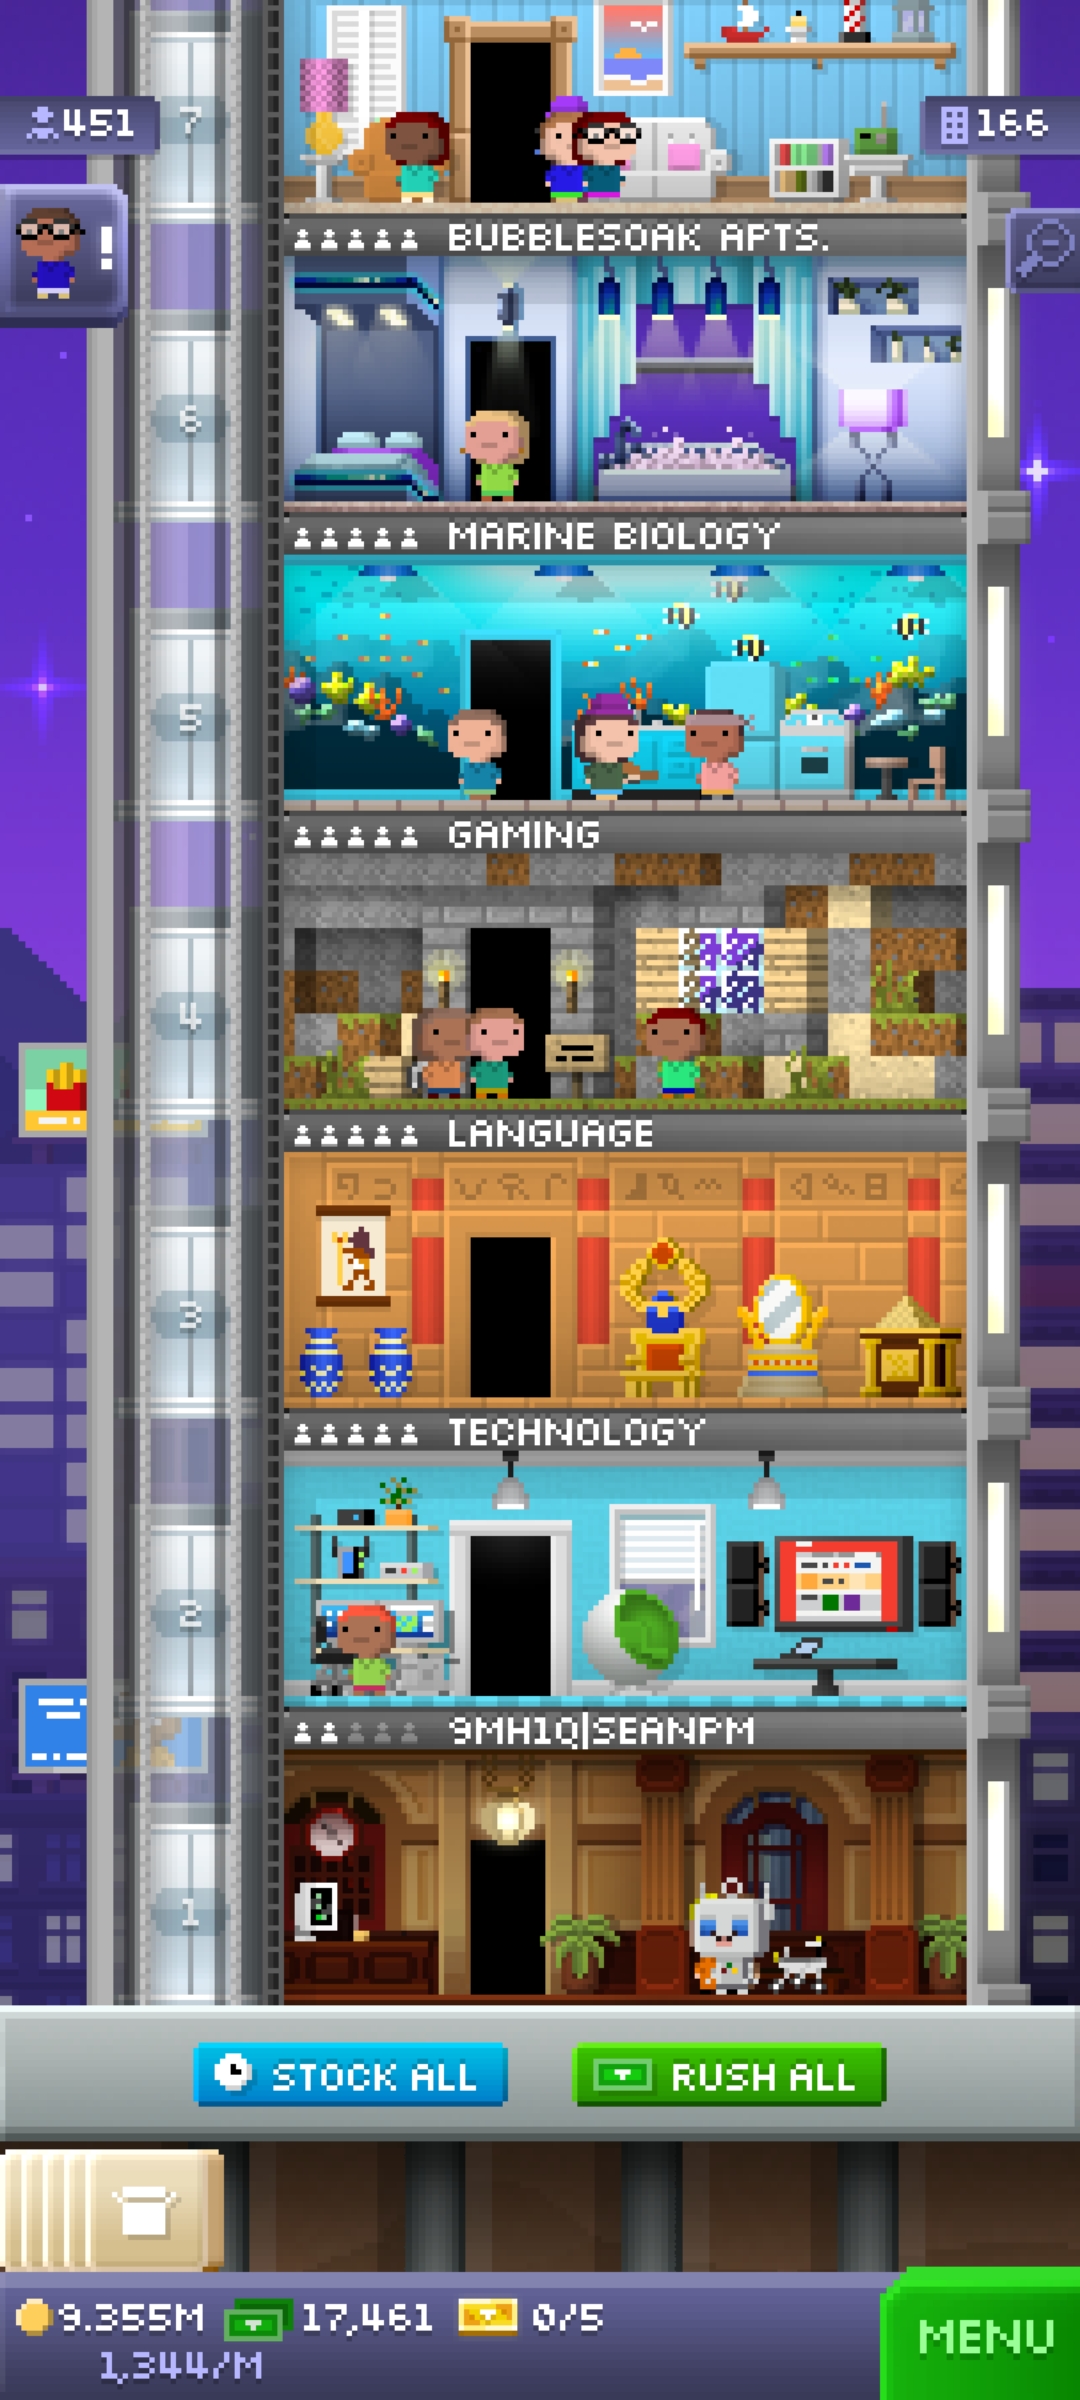 7
451
166
!
BUBBLESOAK APTS.
6
MARINE BIOLOGY
5
GAMING
4
LANGUAGE
3
TECHNOLOGY
2
9MH1Q|SEANPM
1
STOCK ALL
RUSH ALL
9.355M 17,461 0/5
1,344/M
MENU